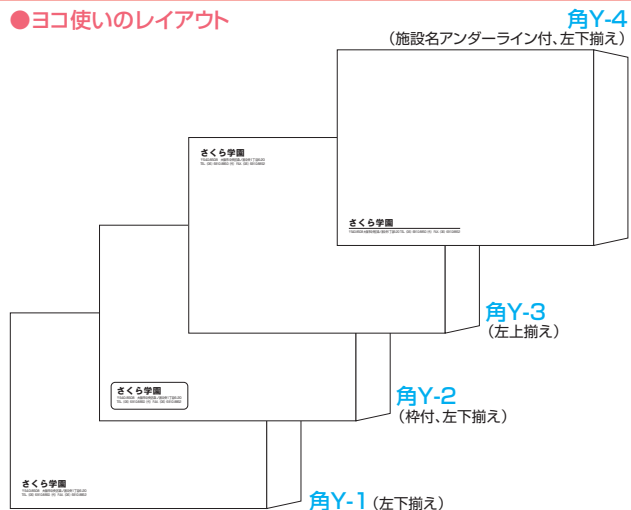 ●ヨコ使いのレイアウト
角Y-4
(施設名アンダーライン付、左下揃え)
さくら学園
さくら学園
角Y-3
(左上揃え)
さくら学園
角Y-2
(枠付、左下揃え)
さくら学園
角Y-1(左下揃え)